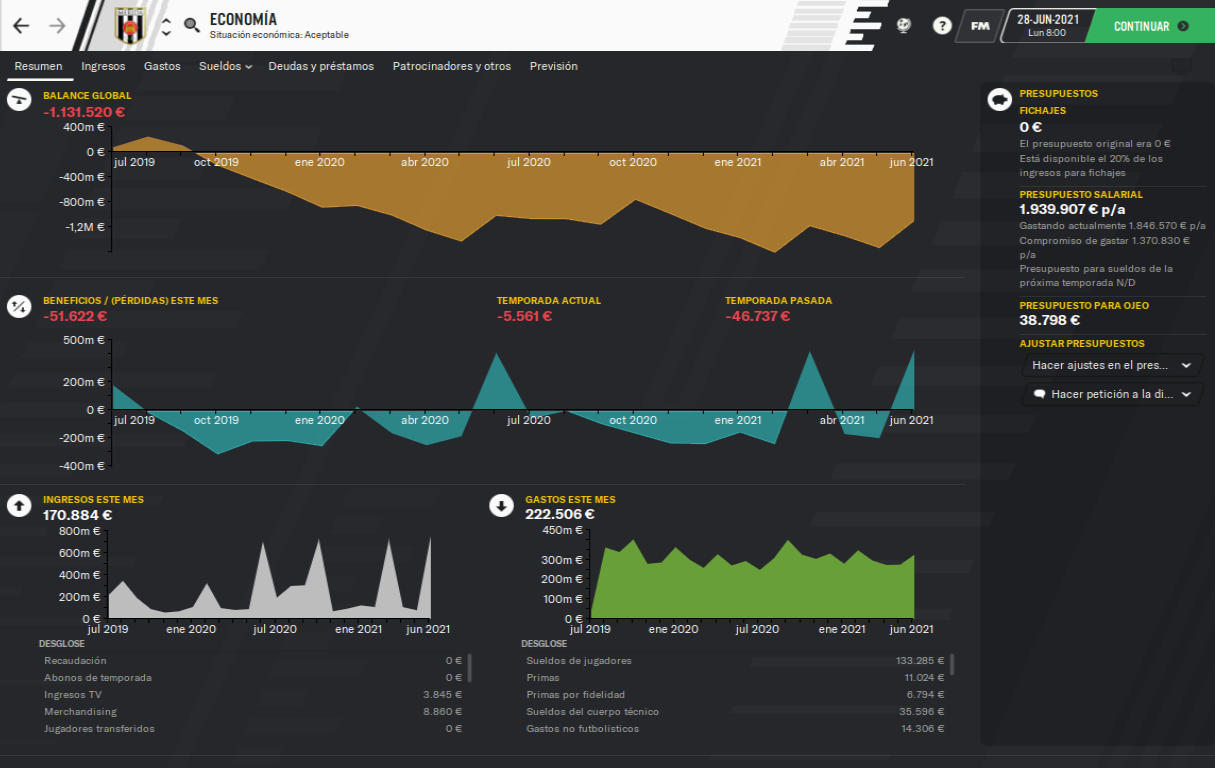 ECONOMÍA
Situación económica: Aceptable
?
FM
28-JUN-2021
Lun 8:00
CONTINUAR
Resumen
Ingresos
Gastos
Sueldos
Deudas y préstamos
Patrocinadores y otros
Previsión
BALANCE GLOBAL
-1.131.520 €
400m €
0 €
-400m €
-800m €
-1,2M €
jul 2019
oct 2019
ene 2020
abr 2020
jul 2020
oct 2020
ene 2021
abr 2021
jun 2021
BENEFICIOS / (PÉRDIDAS) ESTE MES
-51.622 €
TEMPORADA ACTUAL
-5.561 €
TEMPORADA PASADA
-46.737 €
500m €
200m €
0 €
-200m €
-400m €
jul 2019
oct 2019
ene 2020
abr 2020
jul 2020
oct 2020
ene 2021
abr 2021
jun 2021
INGRESOS ESTE MES
170.884 €
800m €
600m €
400m €
200m €
0 €
jul 2019
ene 2020
jul 2020
ene 2021
jun 2021
DESGLOSE
Recaudación 0 €
Abonos de temporada 0 €
Ingresos TV 3.845 €
Merchandising 8.860 €
Jugadores transferidos 0 €
GASTOS ESTE MES
222.506 €
450m €
300m €
200m €
100m €
0 €
jul 2019
ene 2020
jul 2020
ene 2021
jun 2021
DESGLOSE
Sueldos de jugadores 133.285 €
Primas 11.024 €
Primas por fidelidad 6.794 €
Sueldos del cuerpo técnico 35.596 €
Gastos no futbolísticos 14.306 €
PRESUPUESTOS
FICHAJES
0 €
El presupuesto original era 0 €
Está disponible el 20% de los
ingresos para fichajes
PRESUPUESTO SALARIAL
1.939.907 € p/a
Gastando actualmente 1.846.570 € p/a
Compromiso de gastar 1.370.830 €
p/a
Presupuesto para sueldos de la
próxima temporada N/D
PRESUPUESTO PARA OJEO
38.798 €
AJUSTAR PRESUPUESTOS
Hacer ajustes en el pres...
Hacer petición a la di...